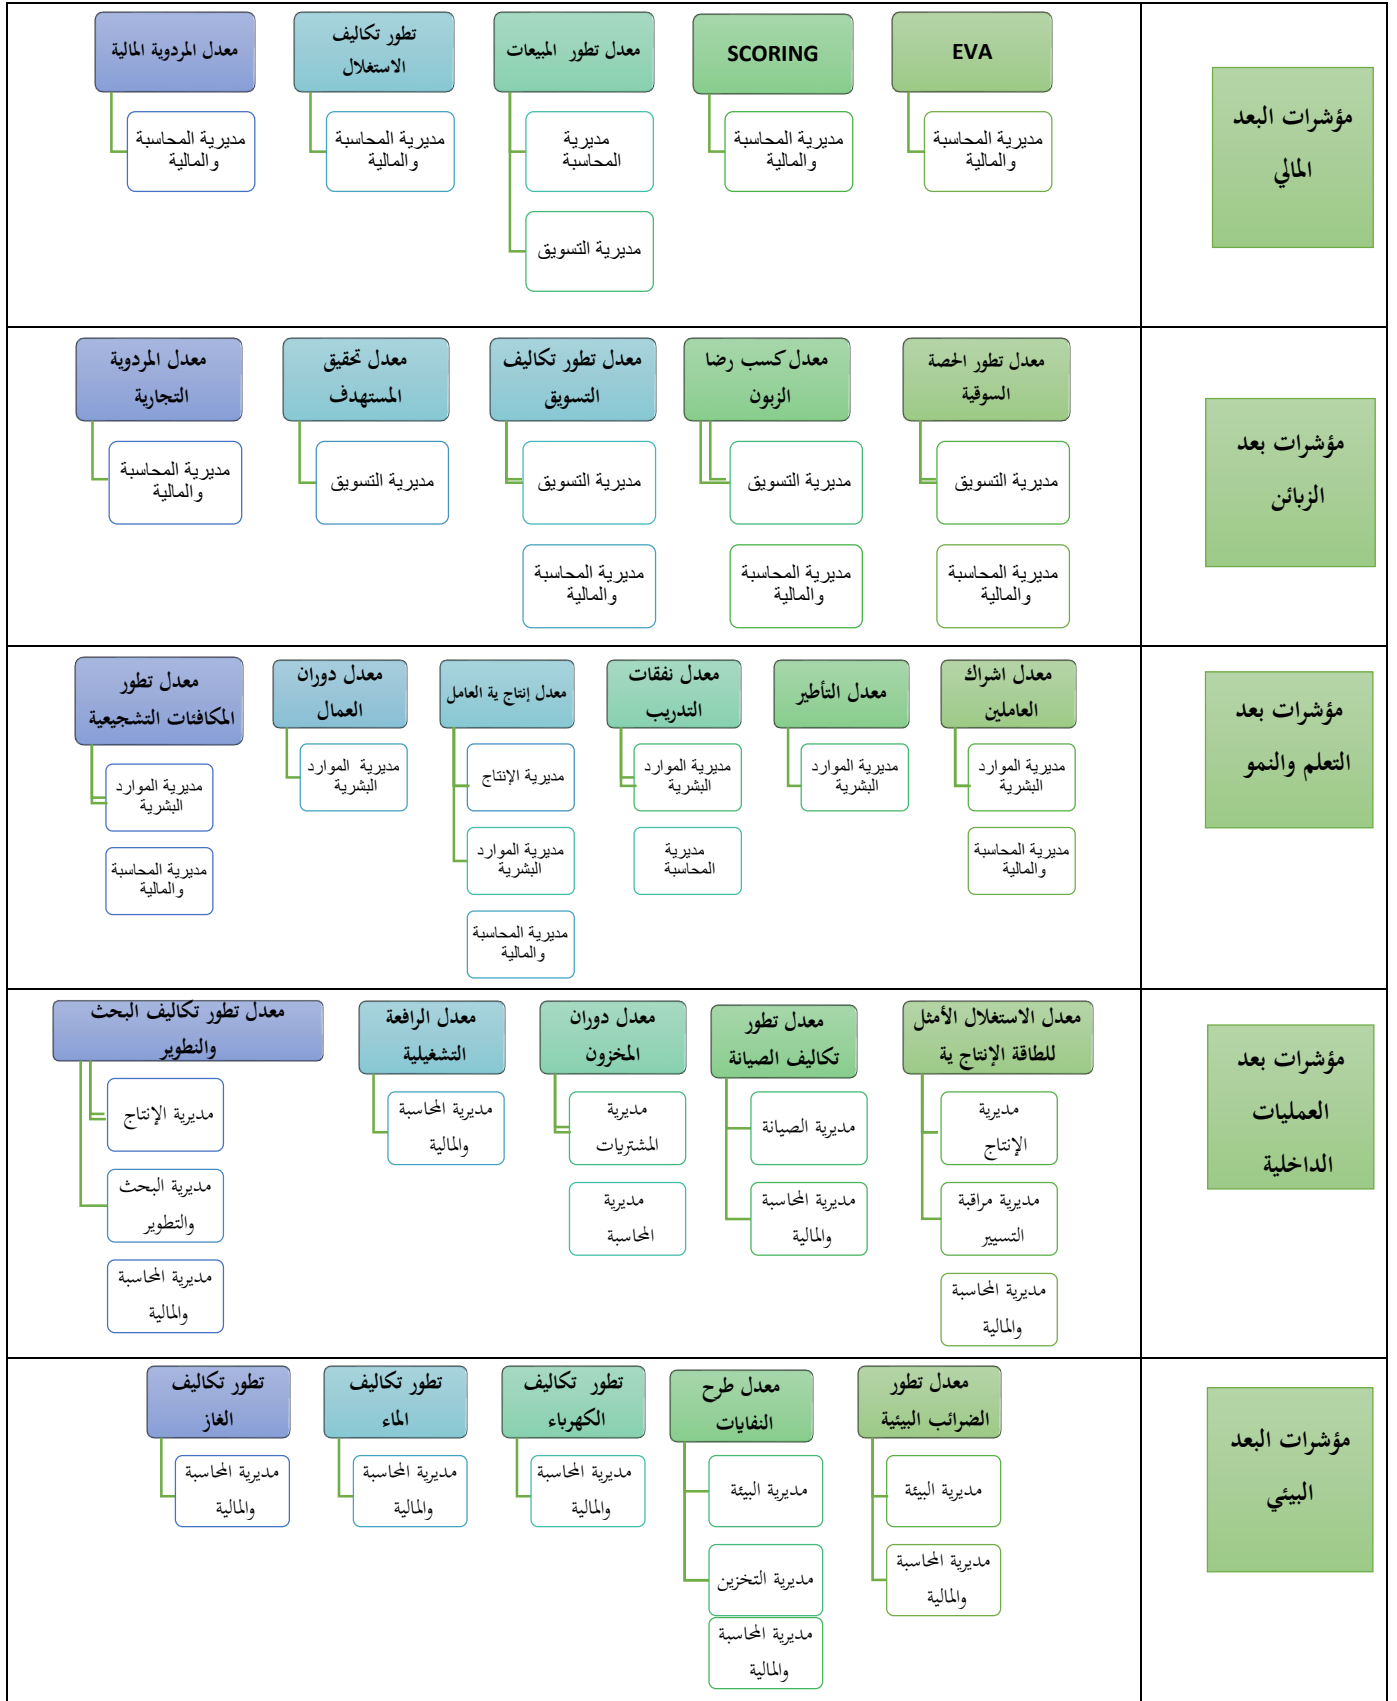 مؤشرات البعد
المالي
EVA
مديرية المحاسبة
والمالية
SCORING
مديرية المحاسبة
والمالية
معدل تطور المبيعات
مديرية
المحاسبة
مديرية التسويق
تطور تكاليف
الاستغلال
مديرية المحاسبة
والمالية
معدل المردوية المالية
مديرية المحاسبة
والمالية
مؤشرات بعد
الزبائن
معدل تطور الحصة
السوقية
مديرية التسويق
مديرية المحاسبة
والمالية
معدل كسب رضا
الزبون
مديرية التسويق
مديرية المحاسبة
والمالية
معدل تطور تكاليف
التسويق
مديرية التسويق
مديرية المحاسبة
والمالية
معدل تحقيق
المستهدف
مديرية التسويق
معدل المردوية
التجارية
مديرية المحاسبة
والمالية
مؤشرات بعد
التعلم والنمو
معدل اشراك
العاملين
مديرية الموارد
البشرية
مديرية المحاسبة
والمالية
معدل التأطير
مديرية الموارد
البشرية
معدل نفقات
التدريب
مديرية الموارد
البشرية
مديرية
المحاسبة
معدل إنتاج ية العامل
مديرية الإنتاج
مديرية الموارد
البشرية
مديرية المحاسبة
والمالية
معدل دوران
العمال
مديرية الموارد
البشرية
معدل تطور
المكافئات التشجيعية
مديرية الموارد
البشرية
مديرية المحاسبة
والمالية
مؤشرات بعد
العمليات
الداخلية
معدل الاستغلال الأمثل
للطاقة الإنتاج ية
مديرية
الإنتاج
مديرية مراقبة
التسيير
مديرية المحاسبة
والمالية
معدل تطور
تكاليف الصيانة
مديرية الصيانة
مديرية المحاسبة
والمالية
معدل دوران
المخزون
مديرية
المشتريات
مديرية
المحاسبة
معدل الرافعة
التشغيلية
مديرية المحاسبة
والمالية
معدل تطور تكاليف البحث
والنطوير
مديرية الإنتاج
مديرية البحث
والتطوير
مديرية المحاسبة
والمالية
مؤشرات البعد
البيئي
معدل تطور
الضرائب البيئية
مديرية البيئة
مديرية المحاسبة
والمالية
معدل طرح
النفايات
مديرية البيئة
مديرية التخزين
مديرية المحاسبة
والمالية
تطور تكاليف
الكهرباء
مديرية المحاسبة
والمالية
تطور تكاليف
الماء
مديرية المحاسبة
والمالية
تطور تكاليف
الغاز
مديرية المحاسبة
والمالية